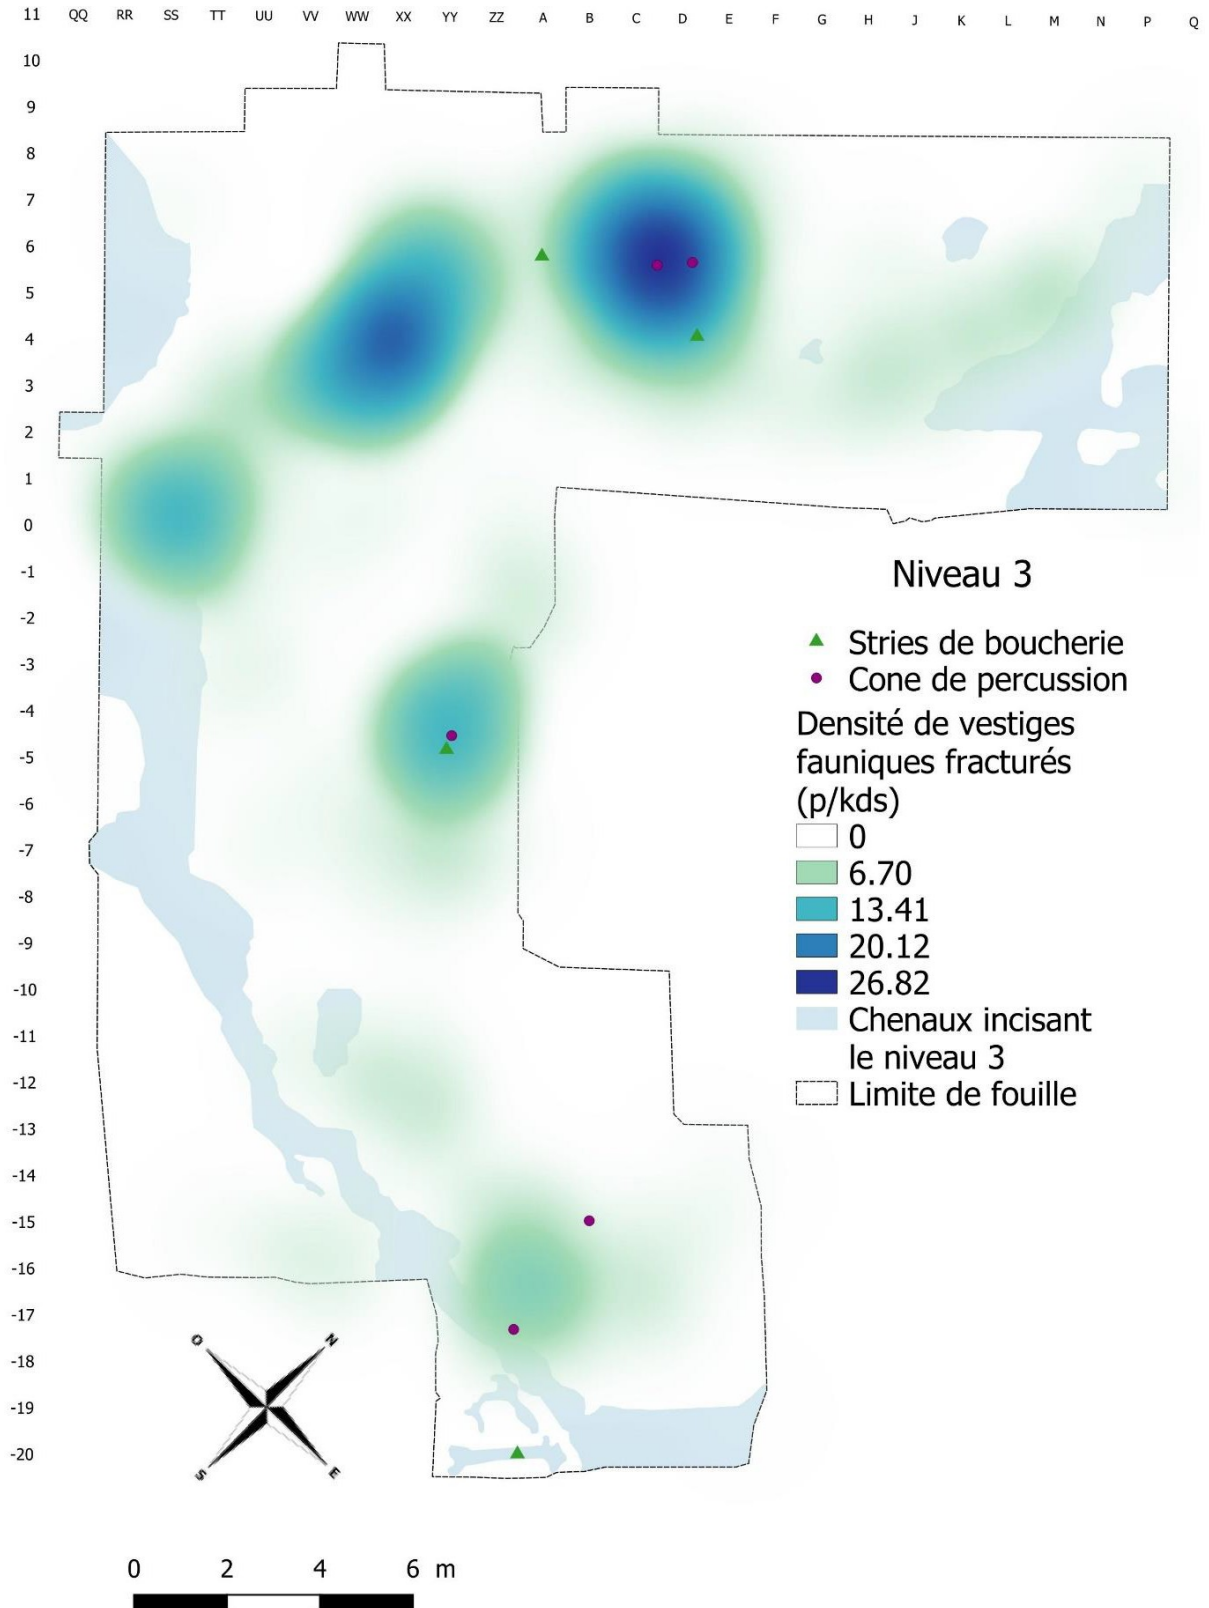 11 QQ RR SS TT UU VV WW XX YY ZZ A B C D E F G H J K L M N P Q
10
9
8
7
6
5
4
3
2
1
0
-1
-2
-3
-4
-5
-6
-7
-8
-9
-10
-11
-12
-13
-14
-15
-16
-17
-18
-19
-20
Niveau 3
Stries de boucherie
Cone de percussion
Densité de vestiges
fauniques fracturés
(p/kds)
0
6.70
13.41
20.12
26.82
Chenaux incisant
le niveau 3
Limite de fouille
O N
S E
0 2 4 6 m